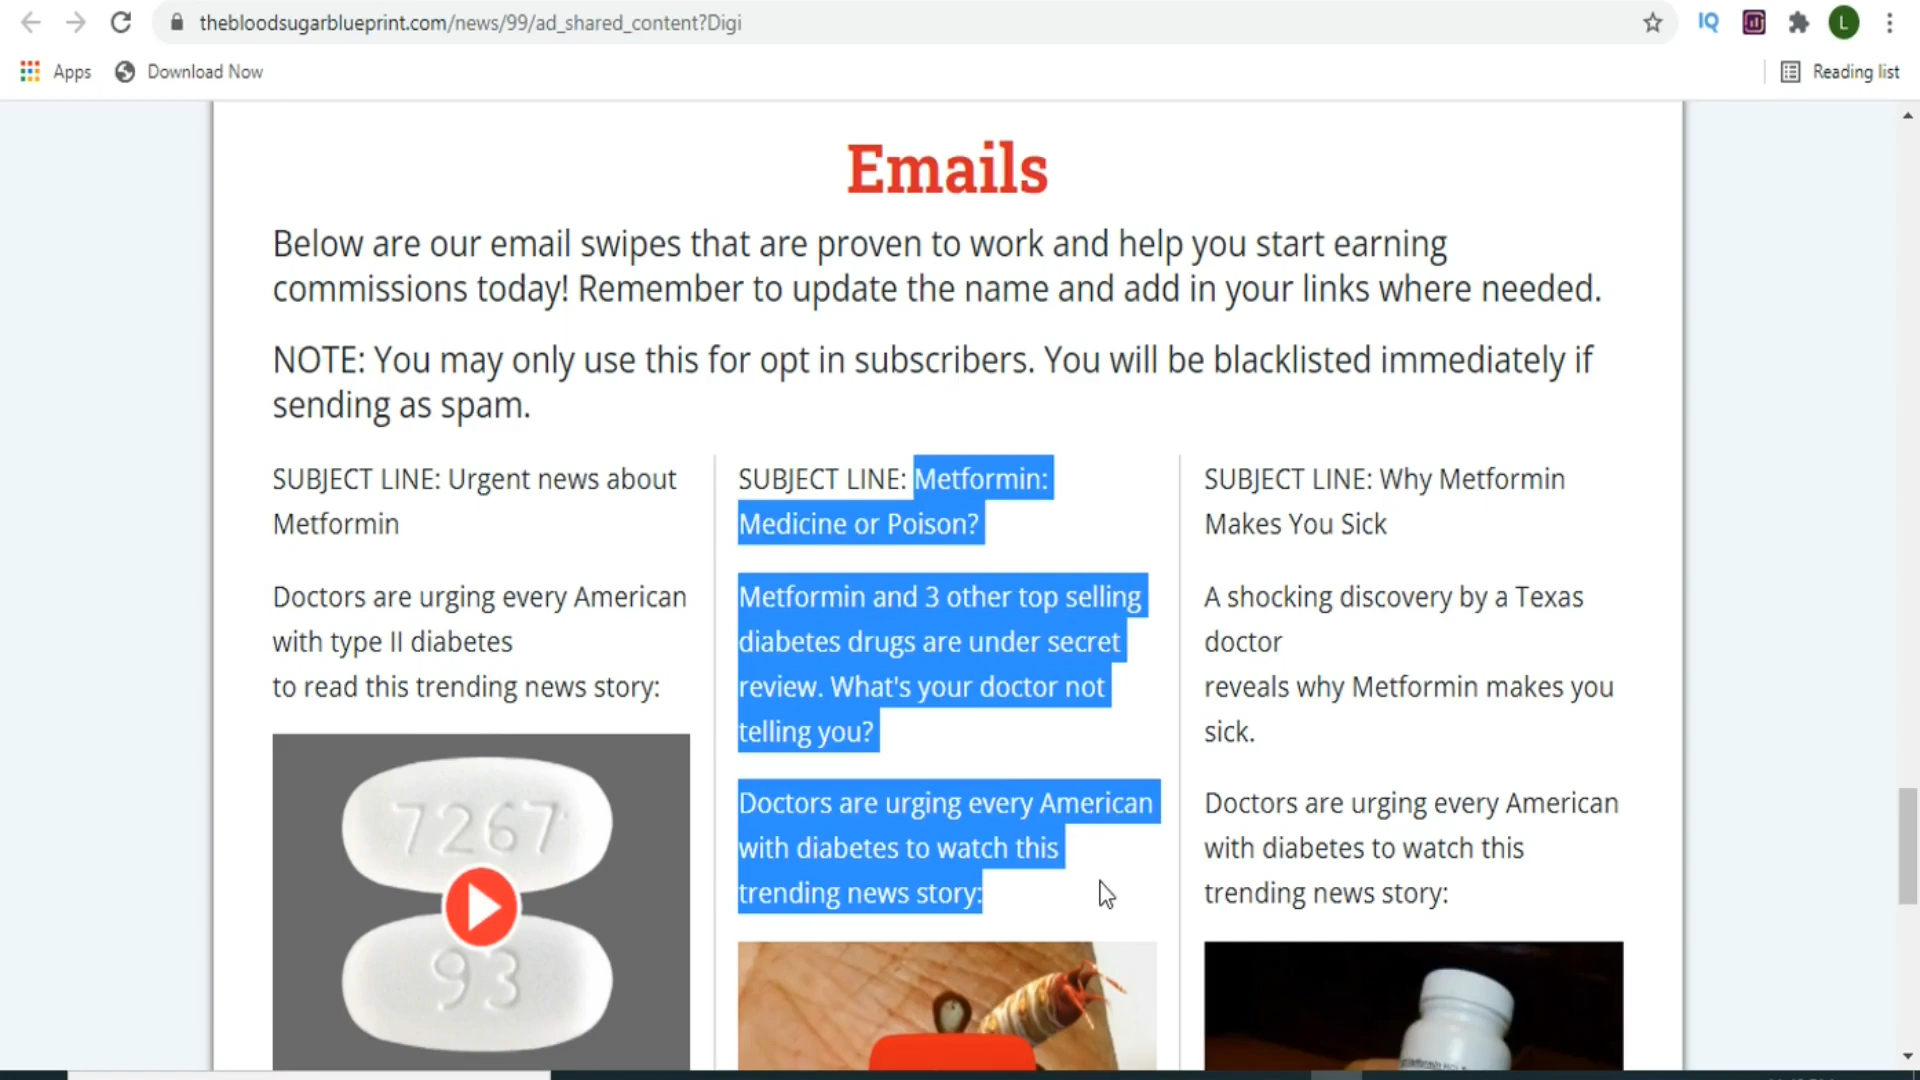 thebloodsugarblueprint.com/news/99/ad_shared_content?Digi
IQ
L
Apps
Download Now
Reading list
Emails
Below are our email swipes that are proven to work and help you start earning
commissions today! Remember to update the name and add in your links where needed.
NOTE: You may only use this for opt in subscribers. You will be blacklisted immediately if
sending as spam.
SUBJECT LINE: Urgent news about
Metformin
Doctors are urging every American
with type II diabetes
to read this trending news story:
7267
93
SUBJECT LINE: Metformin:
Medicine or Poison?
Metformin and 3 other top selling
diabetes drugs are under secret
review. What's your doctor not
telling you?
Doctors are urging every American
with diabetes to watch this
trending news story:
SUBJECT LINE: Why Metformin
Makes You Sick
A shocking discovery by a Texas
doctor
reveals why Metformin makes you
sick.
Doctors are urging every American
with diabetes to watch this
trending news story: